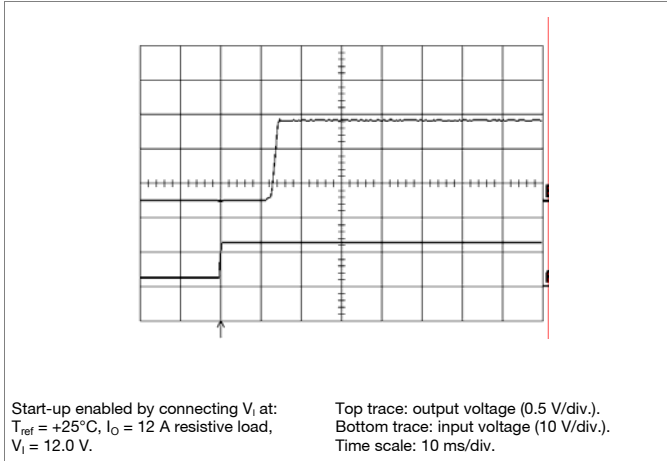 Start-up enabled by connecting VI at:
Tref = +25°C, IO = 12 A resistive load,
VI = 12.0 V.
Top trace: output voltage (0.5 V/div.).
Bottom trace: input voltage (10 V/div.).
Time scale: 10 ms/div.